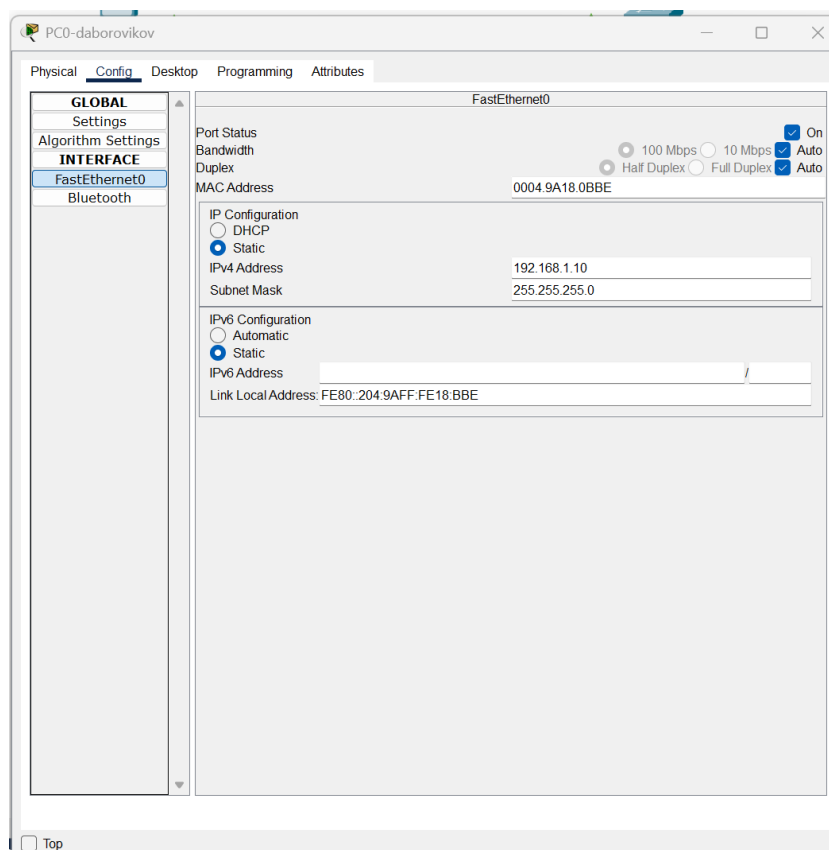 PC0-daborovikov
Physical Config Desktop Programming Attributes
GLOBAL
Settings
Algorithm Settings
INTERFACE
FastEthernet0
Bluetooth
FastEthernet0
Port Status On
Bandwidth 100 Mbps 10 Mbps Auto
Duplex Half Duplex Full Duplex Auto
MAC Address 0004.9A18.0BBE
IP Configuration
DHCP
Static
IPv4 Address 192.168.1.10
Subnet Mask 255.255.255.0
IPv6 Configuration
Automatic
Static
IPv6 Address /
Link Local Address: FE80::204:9AFF:FE18:BBE
Top